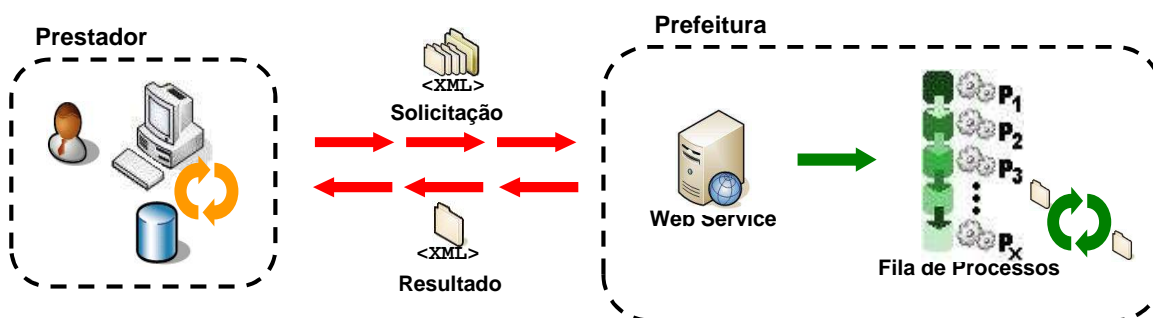 Prestador
Prefeitura
<XML>
Solicitação
<XML>
Resultado
Web Service
P1
P2
P3
Px
Fila de Processos